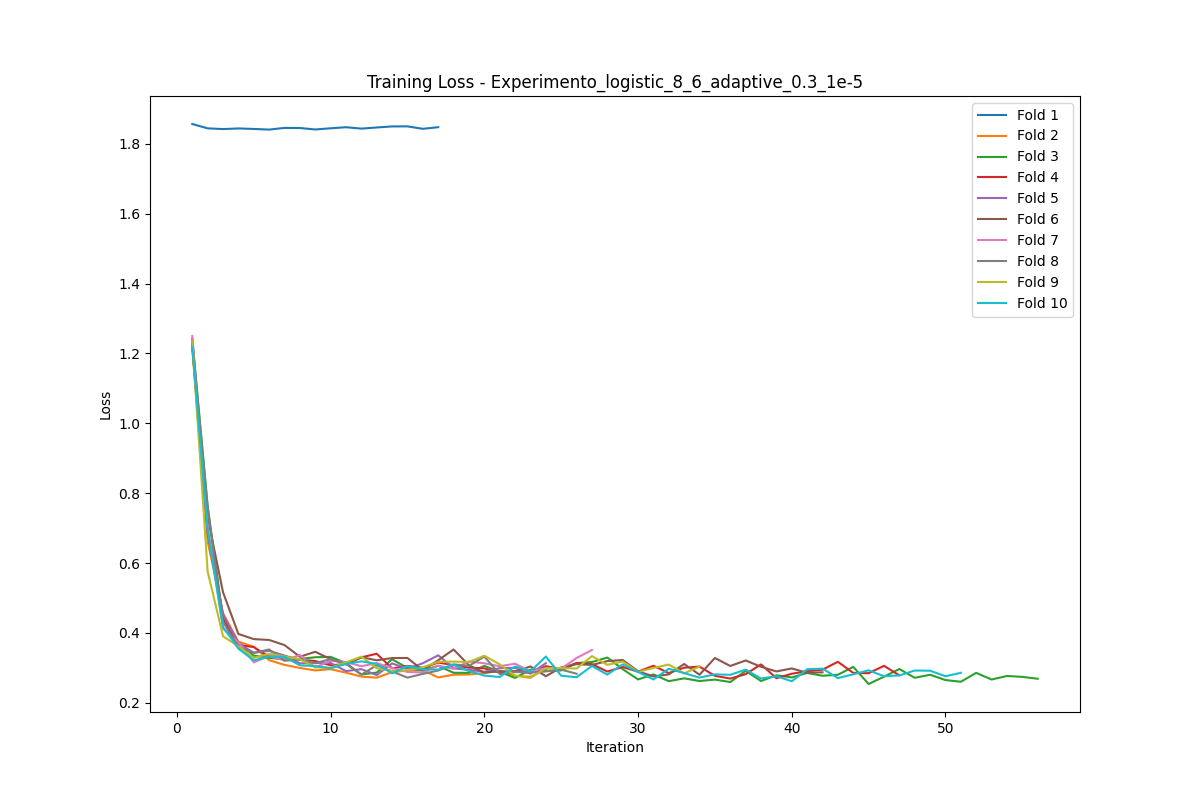 Training Loss - Experimento_logistic_8_6_adaptive_0.3_1e-5
Loss
1.8
1.6
1.4
1.2
1.0
0.8
0.6
0.4
0.2
Fold 1
Fold 2
Fold 3
Fold 4
Fold 5
Fold 6
Fold 7
Fold 8
Fold 9
Fold 10
0 10 20 30 40 50
Iteration